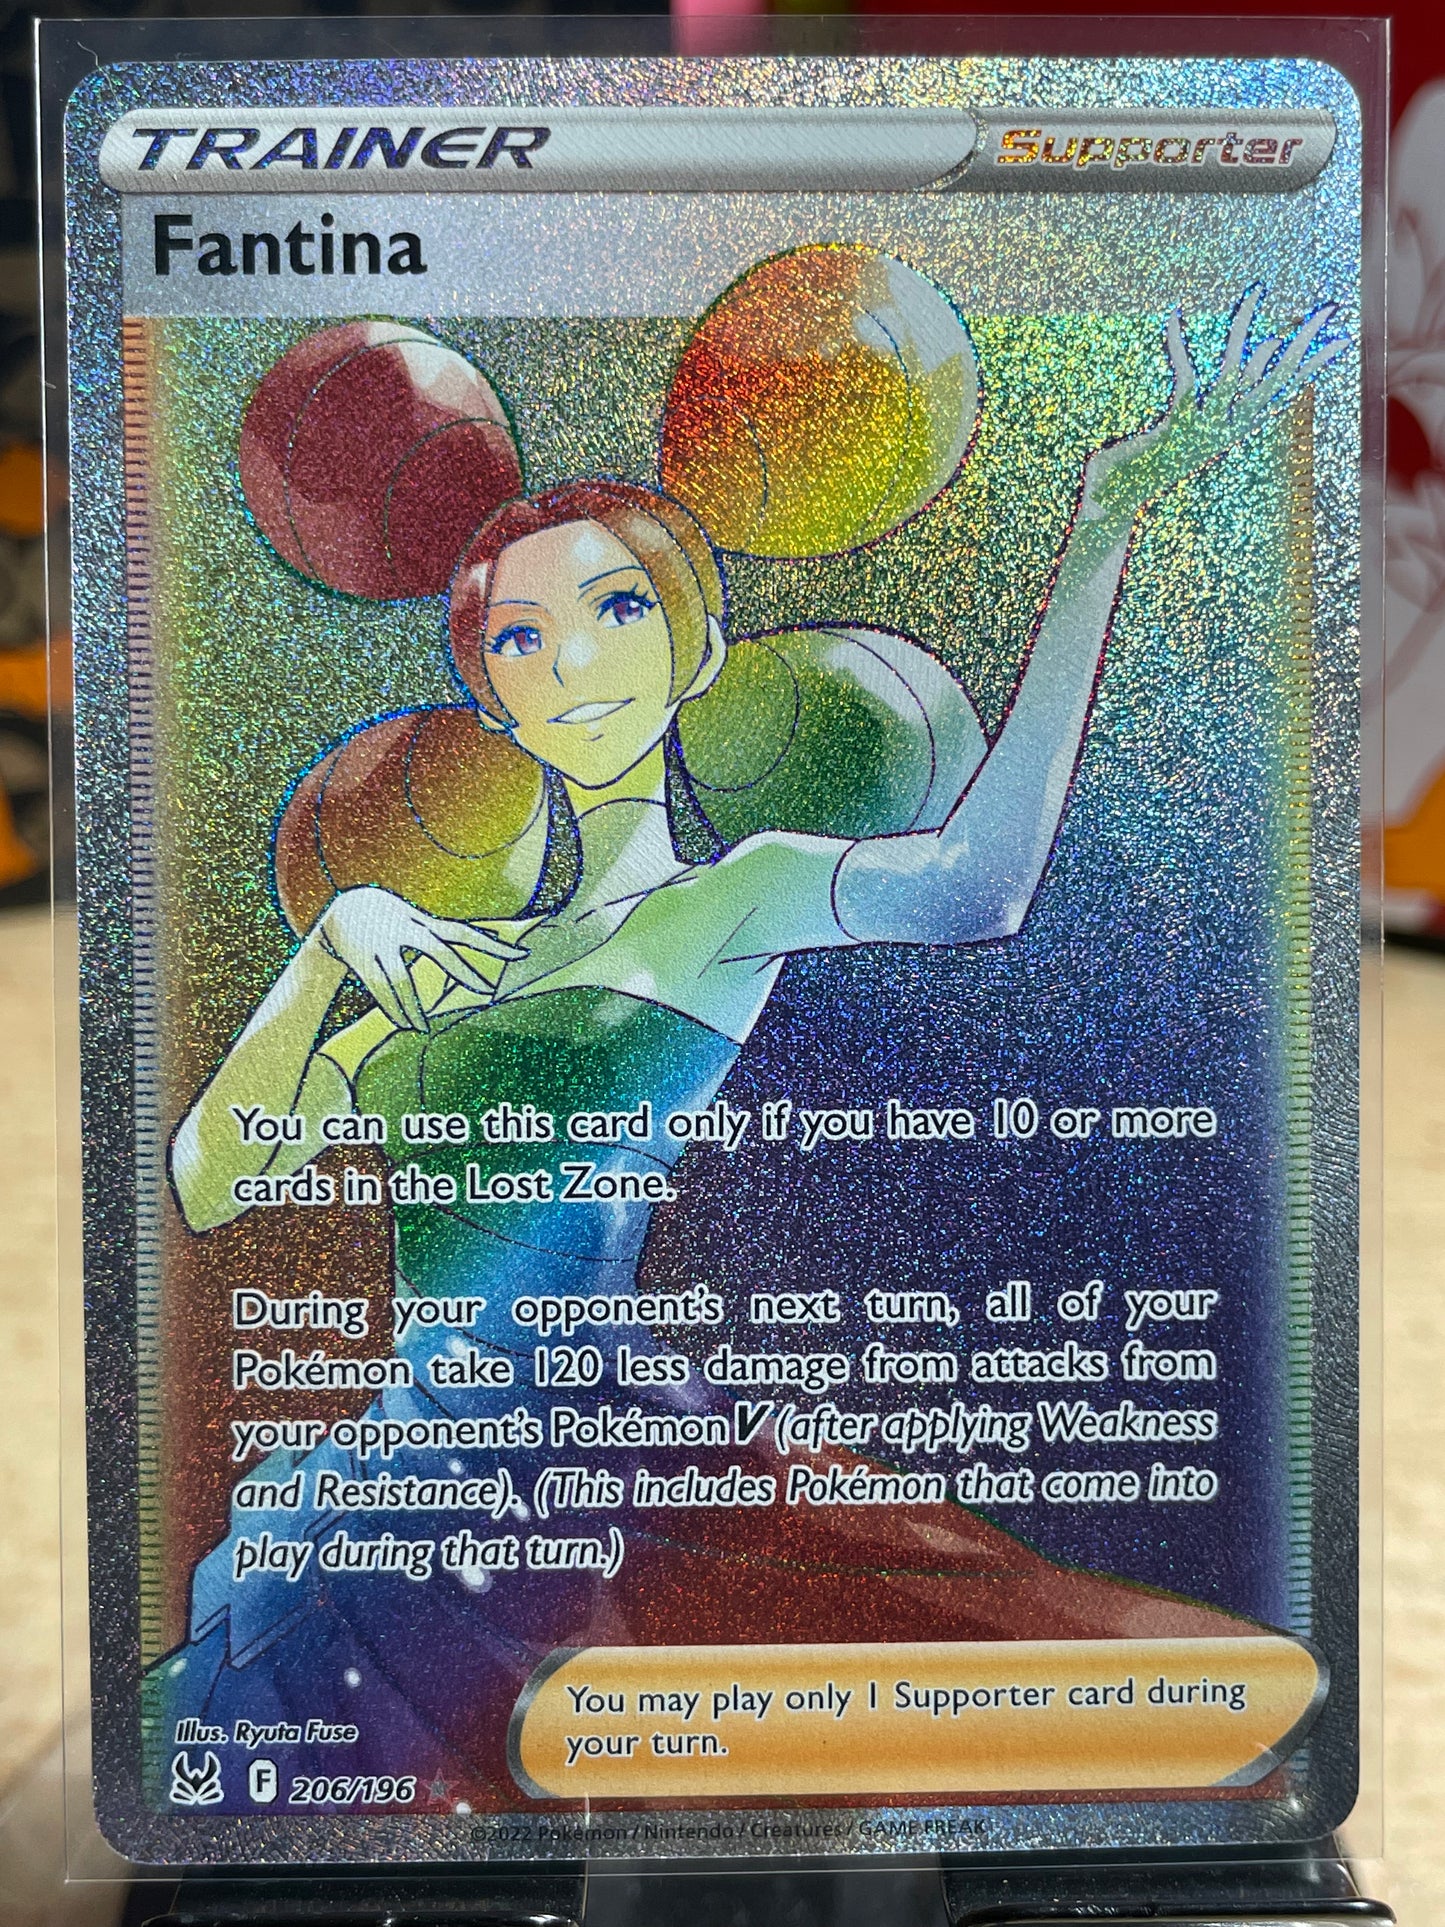 TRAINER Supporter
Fantina
You can use this card only if you have 10 or more
cards in the Lost Zone.
During your opponent's next turn, all of your
Pokémon take 120 less damage from attacks from
your opponent's Pokémon V (after applying Weakness
and Resistance). (This includes Pokémon that come into
play during that turn.)
You may play only 1 Supporter card during
your turn.
Illus. Ryuta Fuse
F 206/196
©2022 Pokémon / Nintendo / Creatures / GAME FREAK